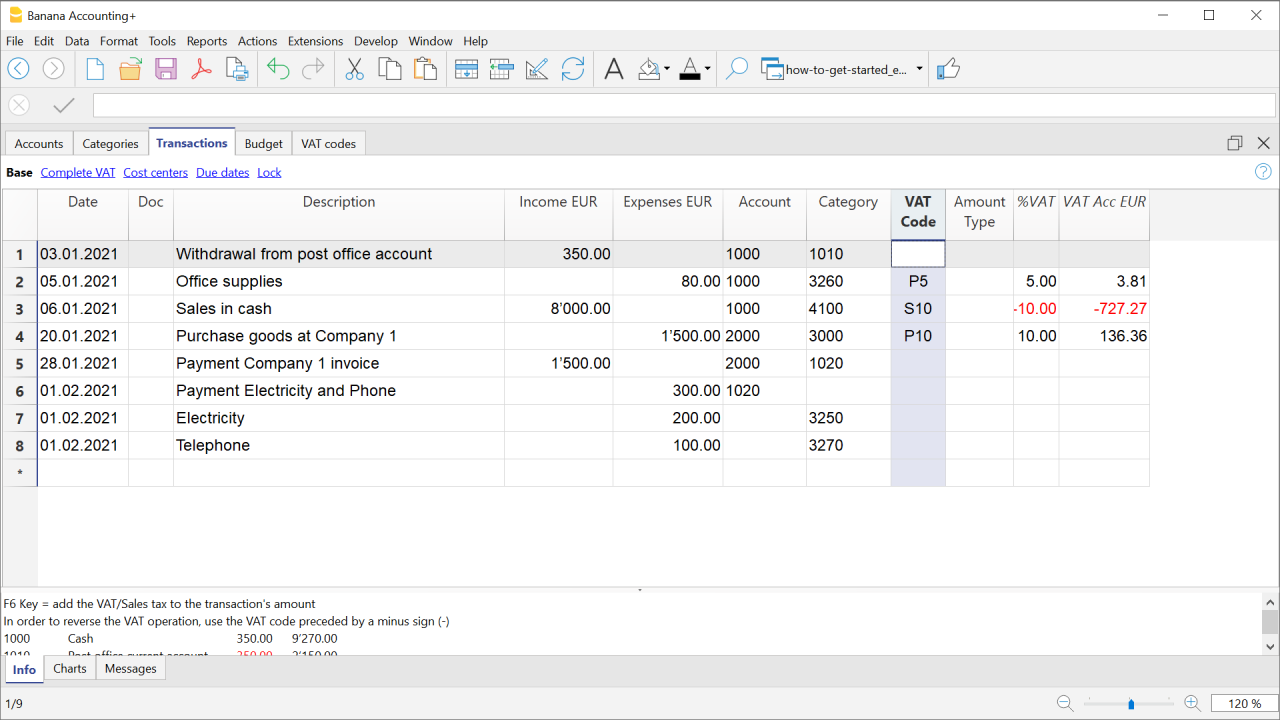 Banana Accounting+
File Edit Data Format Tools Reports Actions Extensions Develop Window Help
how-to-get-started_e...
Accounts Categories Transactions Budget VAT codes
Base Complete VAT Cost centers Due dates Lock
Date Doc Description Income EUR Expenses EUR Account Category VAT Code Amount Type %VAT VAT Acc EUR
1 03.01.2021 Withdrawal from post office account 350.00 1000 1010
2 05.01.2021 Office supplies 80.00 1000 3260 P5 5.00 3.81
3 06.01.2021 Sales in cash 8’000.00 1000 4100 S10 -10.00 -727.27
4 20.01.2021 Purchase goods at Company 1 1’500.00 2000 3000 P10 10.00 136.36
5 28.01.2021 Payment Company 1 invoice 1’500.00 2000 1020
6 01.02.2021 Payment Electricity and Phone 300.00 1020
7 01.02.2021 Electricity 200.00 3250
8 01.02.2021 Telephone 100.00 3270
*
F6 Key = add the VAT/Sales tax to the transaction's amount
In order to reverse the VAT operation, use the VAT code preceded by a minus sign (-)
1000 Cash 350.00 9’270.00
1010 Post office current account 350.00 2’150.00
Info Charts Messages
1/9 120 %